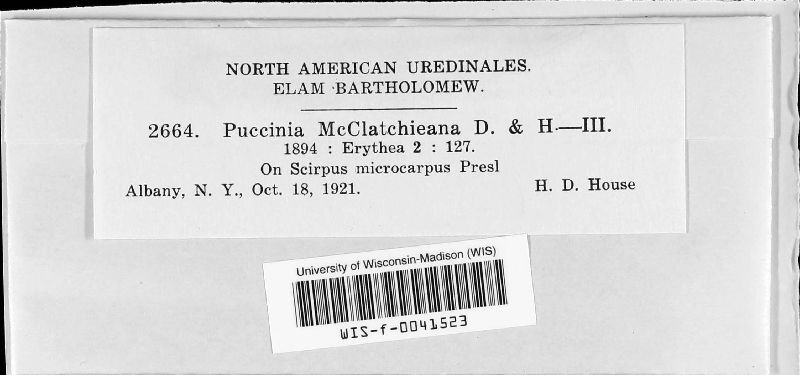 NORTH AMERICAN UREDINALES.
ELAM BARTHOLOMEW.
2664. Puccinia McClatchieana D. & H.—III.
1894 : Erythea 2 : 127.
On Scirpus microcarpus Presl
Albany, N. Y., Oct. 18, 1921. H. D. House
University of Wisconsin-Madison (WIS)
WIS-f-0041523